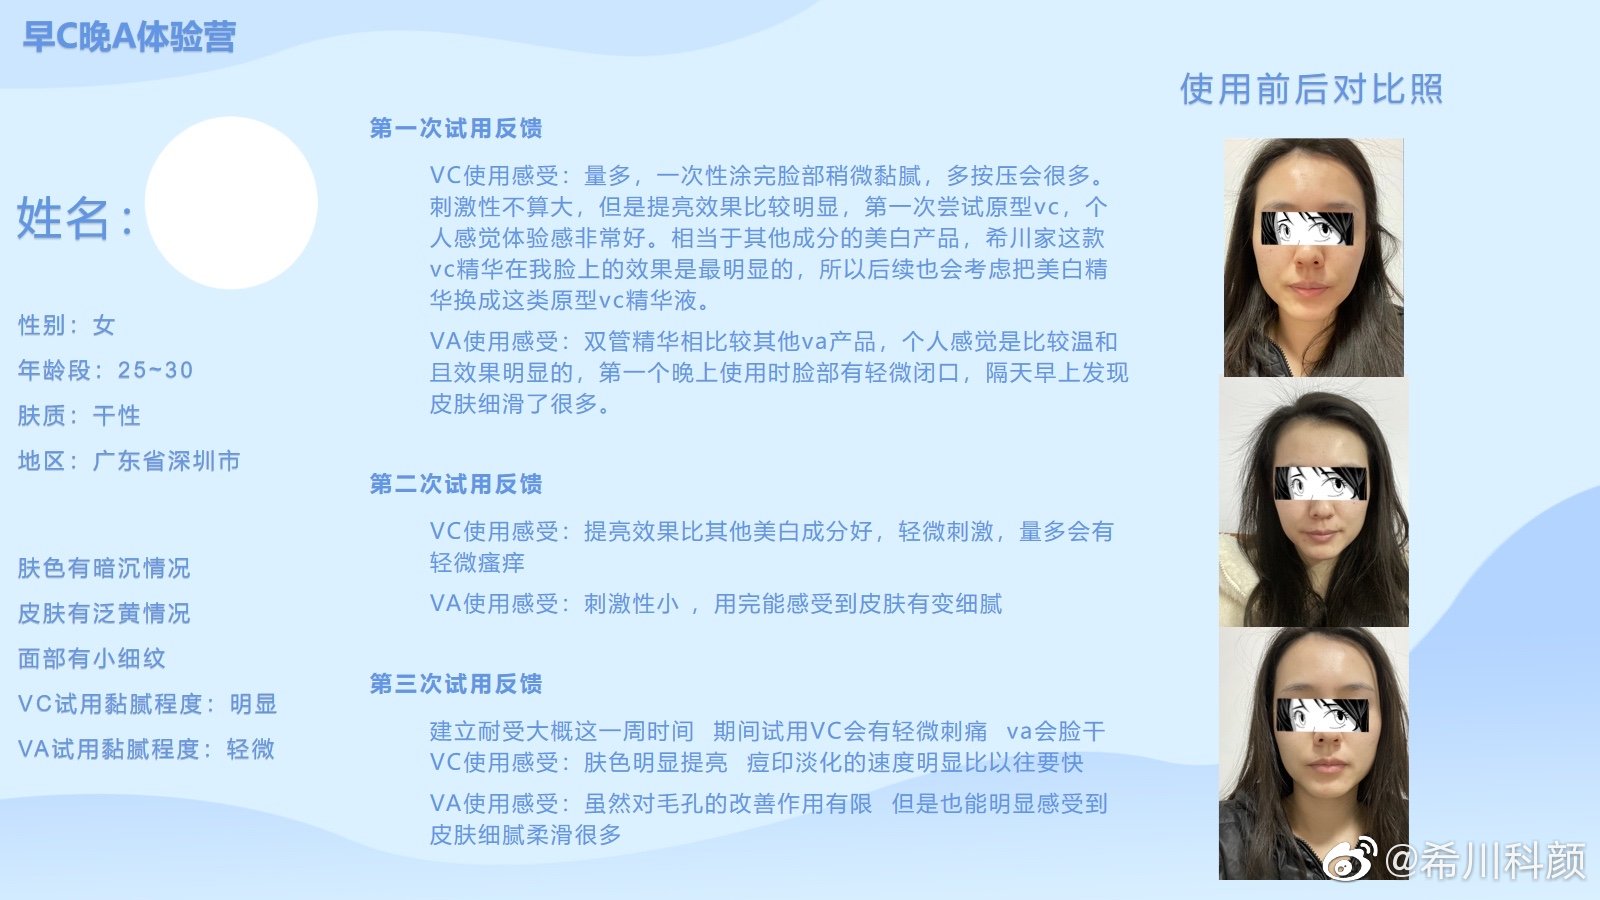 早C晚A体验营
姓名：
性别：女
年龄段：25~30
肤质：干性
地区：广东省深圳市
肤色有暗沉情况
皮肤有泛黄情况
面部有小细纹
VC试用黏腻程度：明显
VA试用黏腻程度：轻微
第一次试用反馈
VC使用感受：量多，一次性涂完脸部稍微黏腻，多按压会很多。
刺激性不算大，但是提亮效果比较明显，第一次尝试原型vc，个
人感觉体验感非常好。相当于其他成分的美白产品，希川家这款
vc精华在我脸上的效果是最明显的，所以后续也会考虑把美白精
华换成这类原型vc精华液。
VA使用感受：双管精华相比较其他va产品，个人感觉是比较温和
且效果明显的，第一个晚上使用时脸部有轻微闭口，隔天早上发现
皮肤细滑了很多。
第二次试用反馈
VC使用感受：提亮效果比其他美白成分好，轻微刺激，量多会有
轻微瘙痒
VA使用感受：刺激性小 ，用完能感受到皮肤有变细腻
第三次试用反馈
建立耐受大概这一周时间 期间试用VC会有轻微刺痛 va会脸干
VC使用感受：肤色明显提亮 痘印淡化的速度明显比以往要快
VA使用感受：虽然对毛孔的改善作用有限 但是也能明显感受到
皮肤细腻柔滑很多
使用前后对比照
@希川科颜